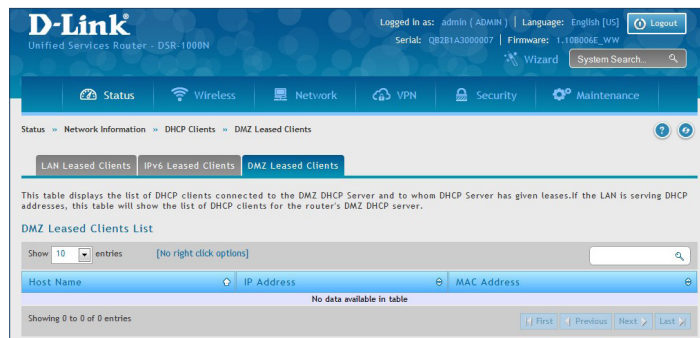 D-Link®
Unified Services Router - DSR-1000N
Logged in as: admin ( ADMIN ) | Language: English [US]
Logout
Serial: QB2B1A3000007 | Firmware: 1.10B006E_WW
Wizard
System Search...
Status
Wireless
Network
VPN
Security
Maintenance
Status » Network Information » DHCP Clients » DMZ Leased Clients
LAN Leased Clients
IPv6 Leased Clients
DMZ Leased Clients
This table displays the list of DHCP clients connected to the DMZ DHCP Server and to whom DHCP Server has given leases.If the LAN is serving DHCP
addresses, this table will show the list of DHCP clients for the router's DMZ DHCP server.
DMZ Leased Clients List
Show 10 entries
[No right click options]
Host Name
IP Address
MAC Address
No data available in table
Showing 0 to 0 of 0 entries
First
Previous
Next
Last